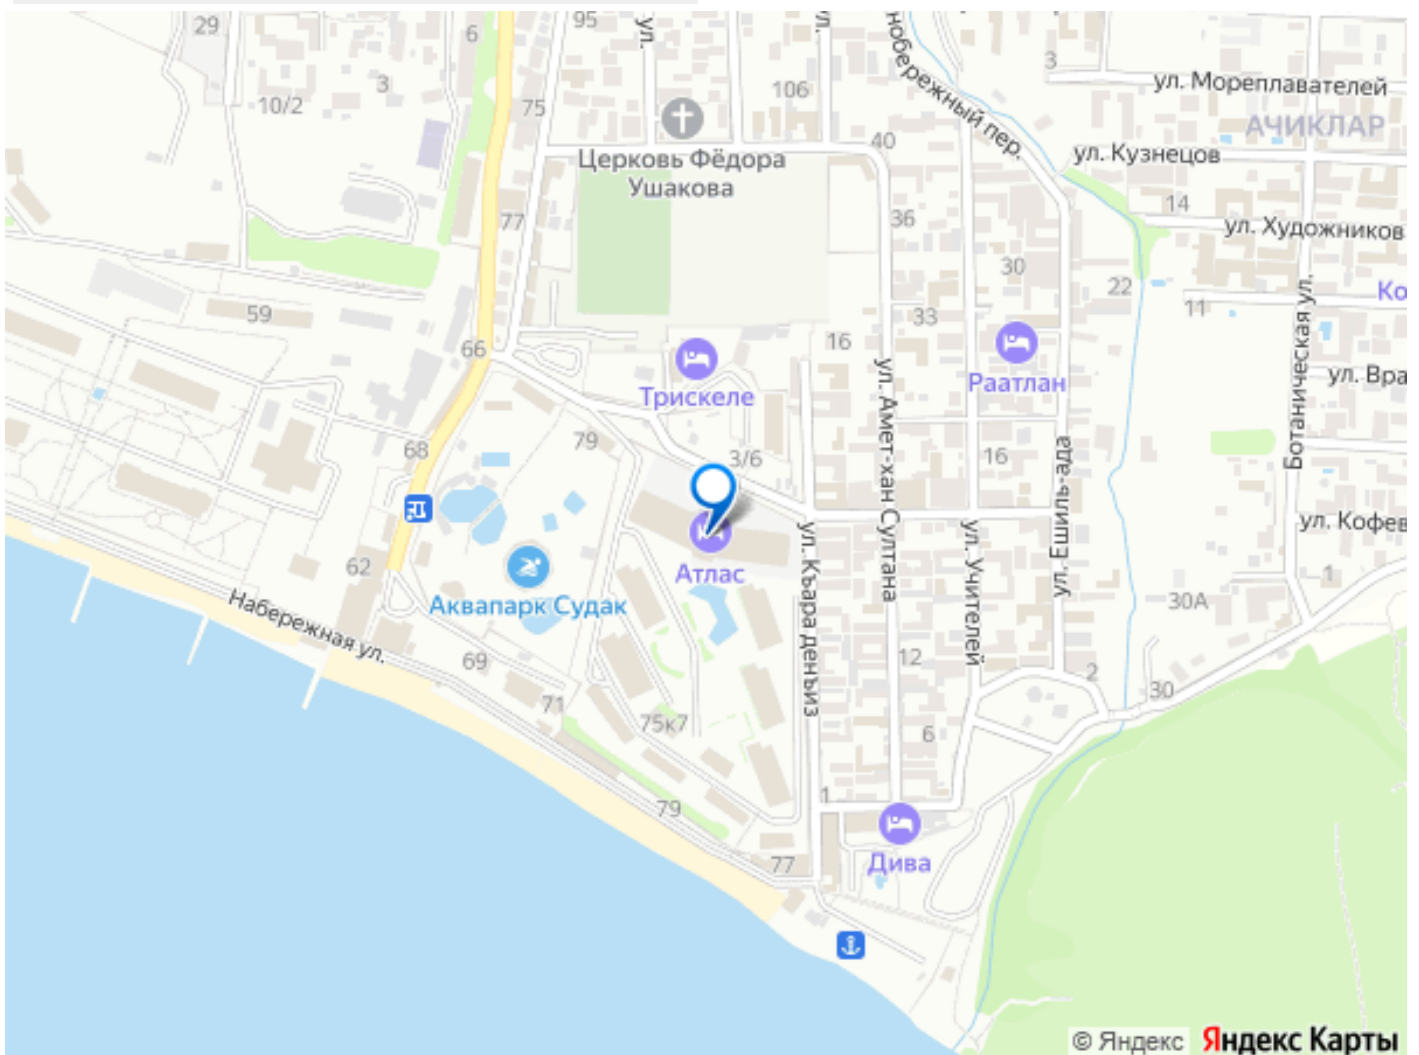 29
95
ул.
ул.
нобережный пер.
6
3
3
ул. Мореплавателей
10/2
75
106
АЧИКЛАР
40
ул. Кузнецов
Церковь Фёдора
Ушакова
14
77
36
ул. Художников
30
22
59
11
Ко
33
16
66
Трискеле
Раатлан
ул. Вра
Ботаническая ул.
ул. Амет-хан Султана
79
68
3/6
16
ул. Ешиль-ада
ул. Кофев
ул. Къара денъиз
ул. Учителей
62
Атлас
1
Аквапарк Судак
30А
Набережная ул.
69
12
2
30
71
75к7
6
79
1
77
Дива
© Яндекс
Яндекс Карты